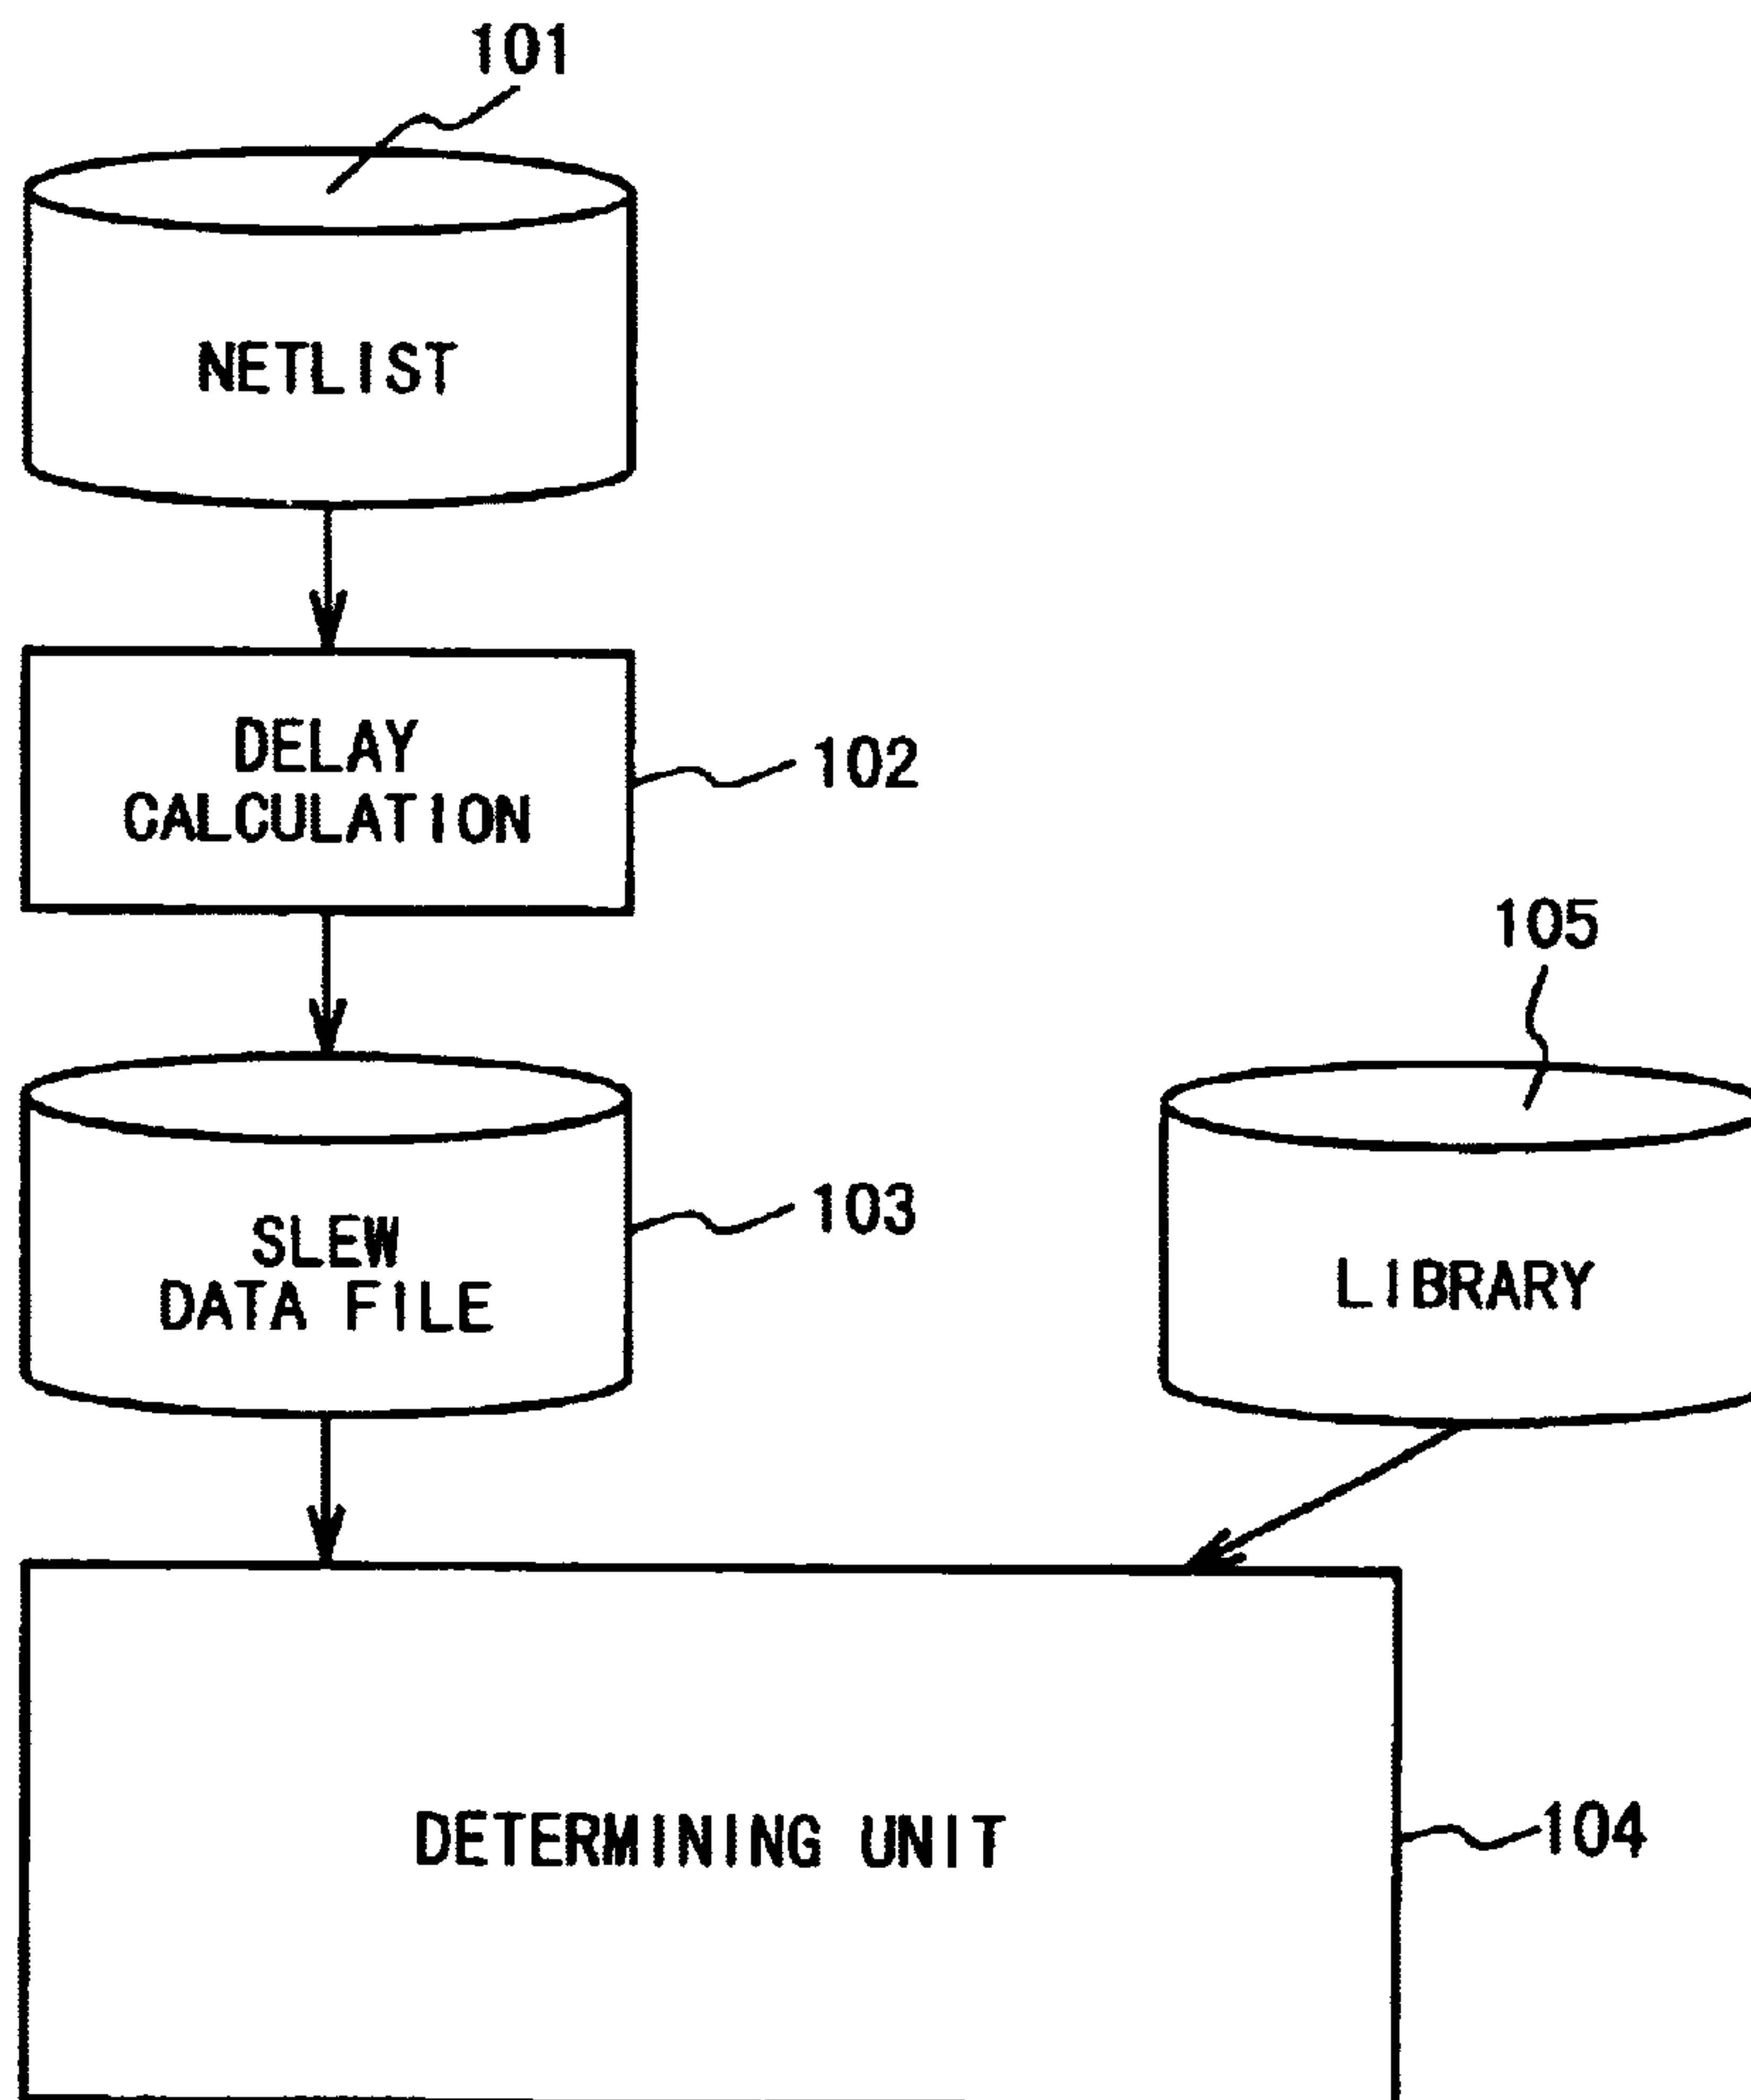 101
NETLIST
DELAY
CALCULATION
102
105
SLEW
DATA FILE
103
LIBRARY
DETERMINING UNIT
104